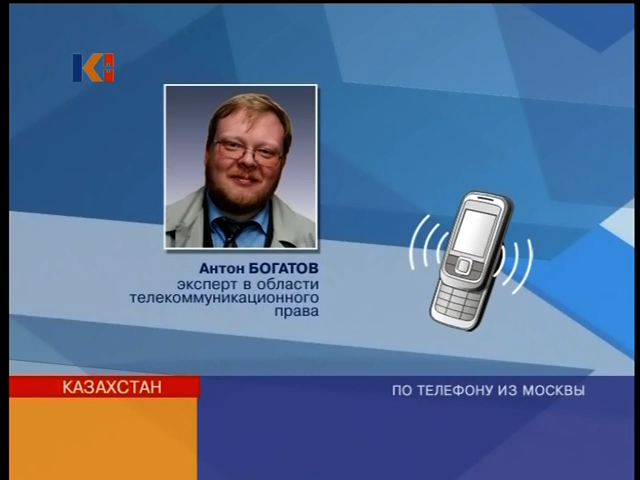 К+
Антон БОГАТОВ
эксперт в области
телекоммуникационного
права
КАЗАХСТАН
ПО ТЕЛЕФОНУ ИЗ МОСКВЫ